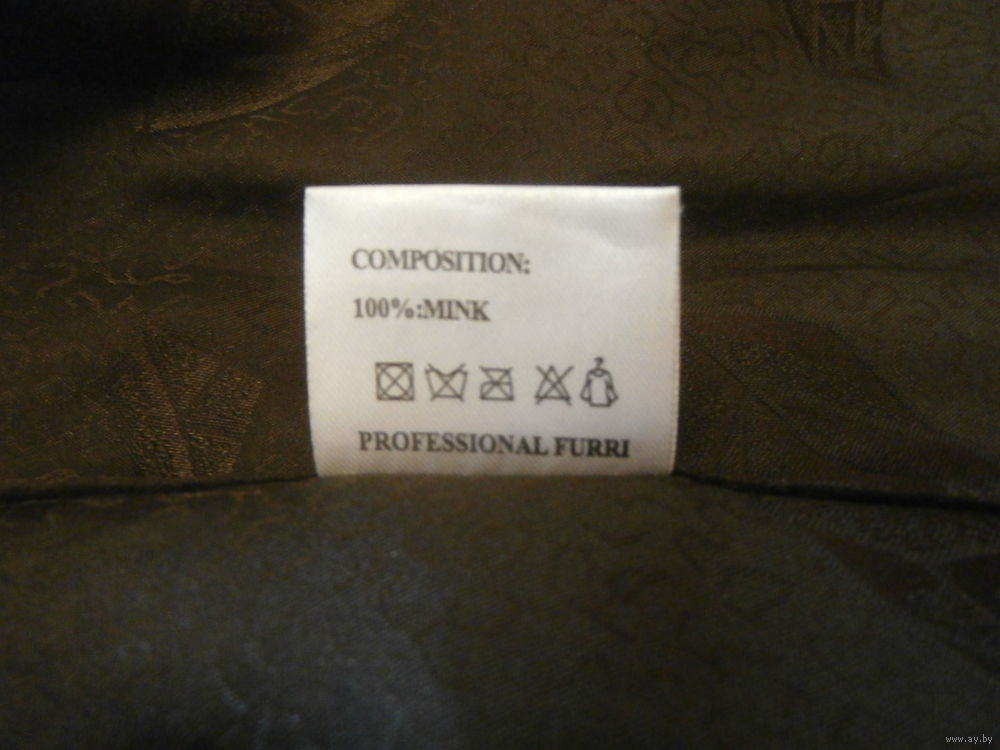 COMPOSITION:
100%:MINK
PROFESSIONAL FURRI
www.ay.by